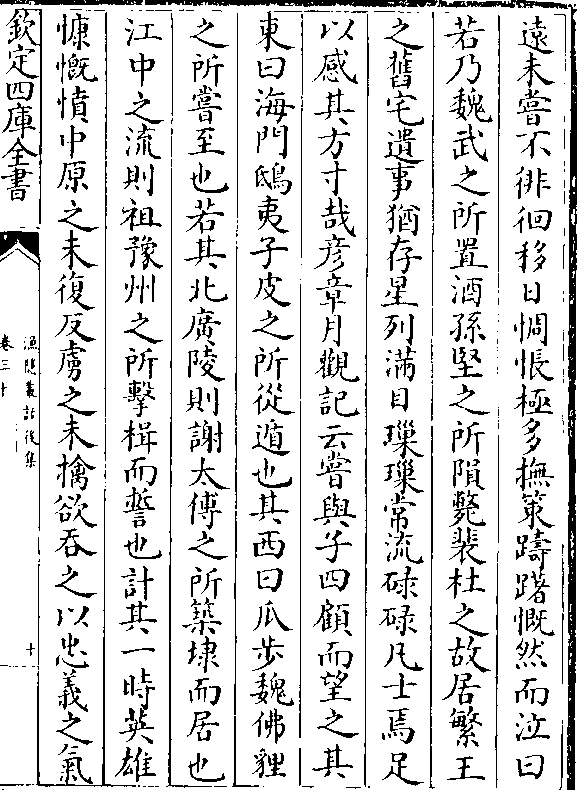 遠未嘗不徘徊移日惆悵極多撫䇿躊躇慨然而泣曰
若乃魏武之所置酒孫堅之所隕斃裴杜之故居繁王
之舊宅遺事猶存星列滿目璅璅常流碌碌凡士焉足
以感其方寸哉彦章月觀記云嘗與子四顧而望之其
東曰海門鴟夷子皮之所從遁也其西曰瓜歩魏佛貍
之所嘗至也若其北廣陵則謝太傅之所築埭而居也
江中之流則祖豫州之所擊楫而誓也計其一時英雄
慷慨憤中原之未復反虜之未擒欲吞之以忠義之氣
欽定四庫全書
漁隱叢話後集
卷三十
十